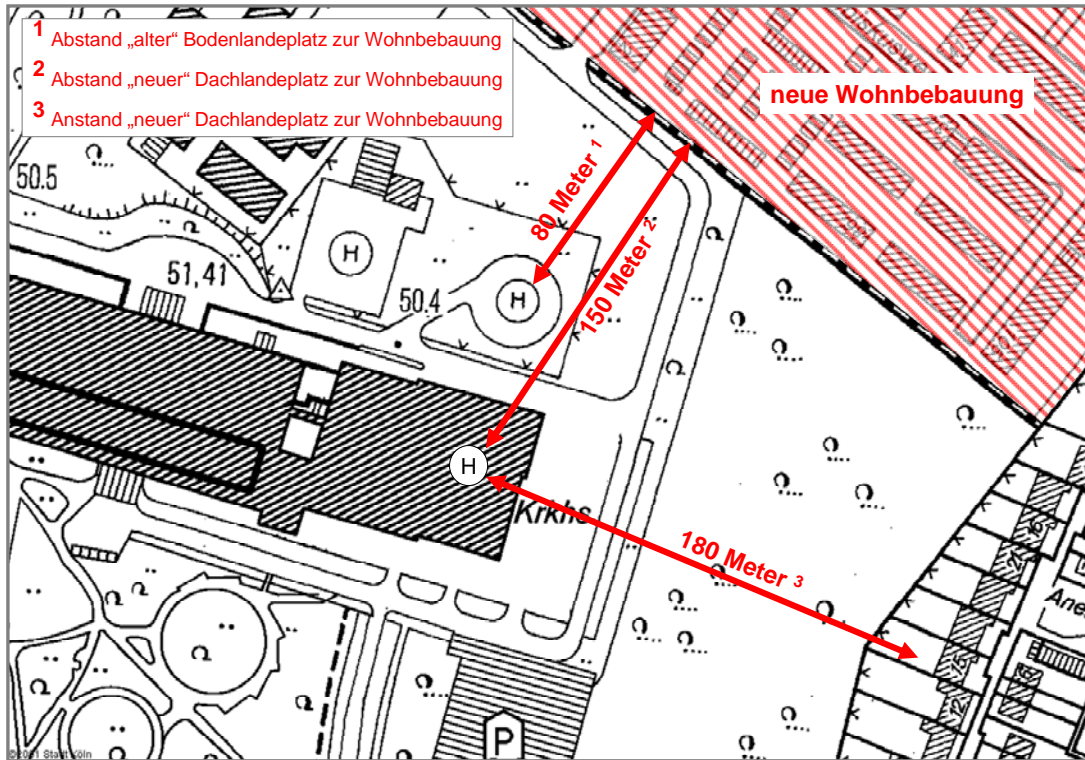 1 Abstand „alter“ Bodenlandeplatz zur Wohnbebauung
2 Abstand „neuer“ Dachlandeplatz zur Wohnbebauung
3 Anstand „neuer“ Dachlandeplatz zur Wohnbebauung
neue Wohnbebauung
80 Meter 1
150 Meter 2
50.5
H
51,41
50.4
H
H
Krkhs
180 Meter 3
Ane
P
©2001 Stadt Köln